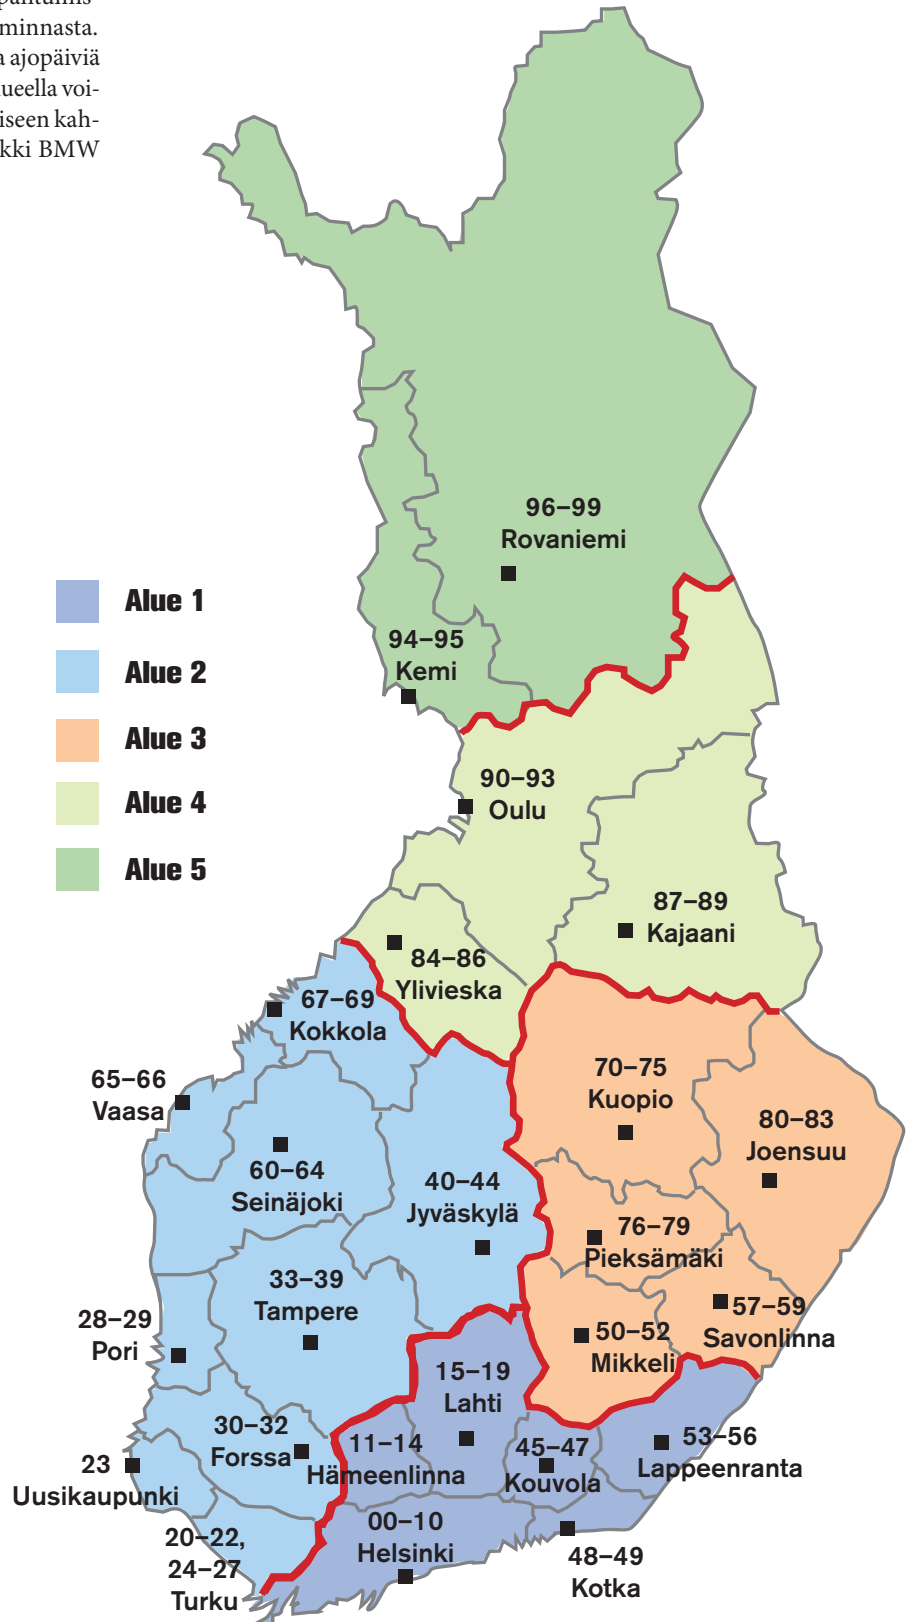 minnasta.
ajopäiviä
ueella voi-
iseen kah-
kki BMW
96–99
Rovaniemi
Alue 1
Alue 2
Alue 3
Alue 4
Alue 5
94–95
Kemi
90–93
Oulu
87–89
Kajaani
84–86
Ylivieska
67–69
Kokkola
65–66
Vaasa
70–75
Kuopio
80–83
Joensuu
60–64
Seinäjoki
40–44
Jyväskylä
76–79
Pieksämäki
33–39
Tampere
28–29
Pori
57–59
Savonlinna
50–52
Mikkeli
15–19
Lahti
30–32
Forssa
11–14
Hämeenlinna
45–47
Kouvola
53–56
Lappeenranta
23
Uusikaupunki
00–10
Helsinki
20–22,
24–27
Turku
48–49
Kotka